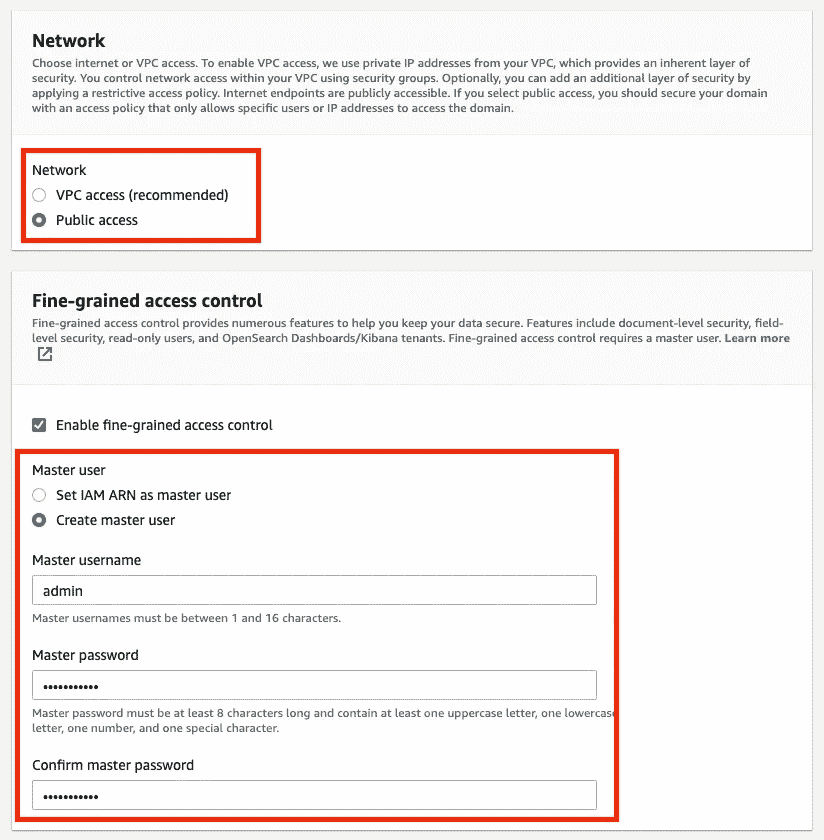 Network
Choose internet or VPC access. To enable VPC access, we use private IP addresses from your VPC, which provides an inherent layer of
security. You control network access within your VPC using security groups. Optionally, you can add an additional layer of security by
applying a restrictive access policy. Internet endpoints are publicly accessible. If you select public access, you should secure your domain
with an access policy that only allows specific users or IP addresses to access the domain.
Network
VPC access (recommended)
Public access
Fine-grained access control
Fine-grained access control provides numerous features to help you keep your data secure. Features include document-level security, field-
level security, read-only users, and OpenSearch Dashboards/Kibana tenants. Fine-grained access control requires a master user. Learn more
Enable fine-grained access control
Master user
Set IAM ARN as master user
Create master user
Master username
admin
Master usernames must be between 1 and 16 characters.
Master password
•••••••••••
Master password must be at least 8 characters long and contain at least one uppercase letter, one lowercase
letter, one number, and one special character.
Confirm master password
•••••••••••